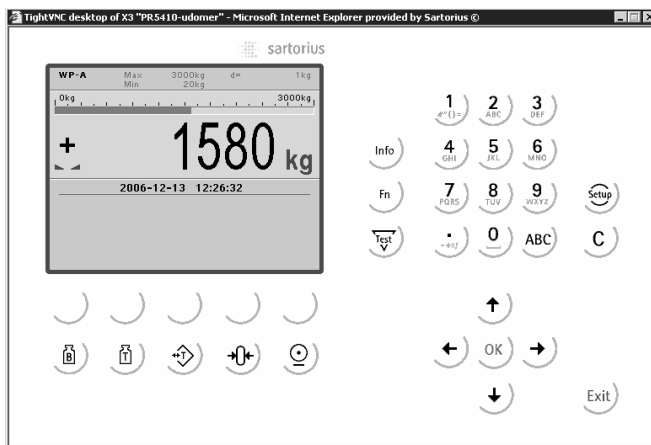 TightVNC desktop of X3 "PR5410-udomer" - Microsoft Internet Explorer provided by Sartorius ©
sartorius
WP-A Max 3000kg d= 1kg
Min 20kg
0kg 3000kg
+ 1580 kg
2006-12-13 12:26:32
1 2 3
#"()= ABC DEF
Info 4 5 6
GHI JKL MNO
Fn 7 8 9 Setup
PQRS TUV WXYZ
Test . 0 ABC C
B T T 0
OK
Exit